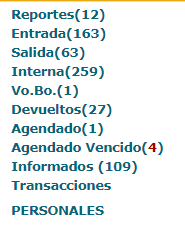 Reportes(12)
Entrada(163)
Salida(63)
Interna(259)
Vo.Bo.(1)
Devueltos(27)
Agendado(1)
Agendado Vencido(4)
Informados (109)
Transacciones
PERSONALES